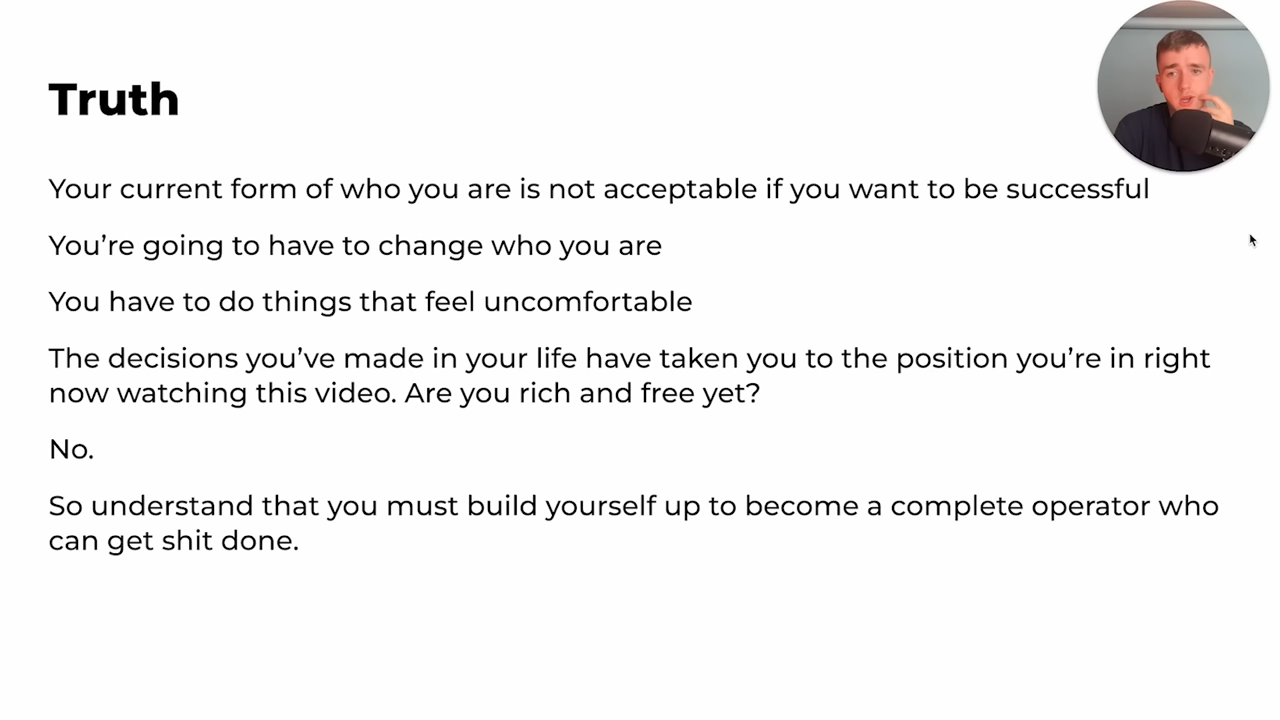 Truth
Your current form of who you are is not acceptable if you want to be successful
You’re going to have to change who you are
You have to do things that feel uncomfortable
The decisions you’ve made in your life have taken you to the position you’re in right
now watching this video. Are you rich and free yet?
No.
So understand that you must build yourself up to become a complete operator who
can get shit done.